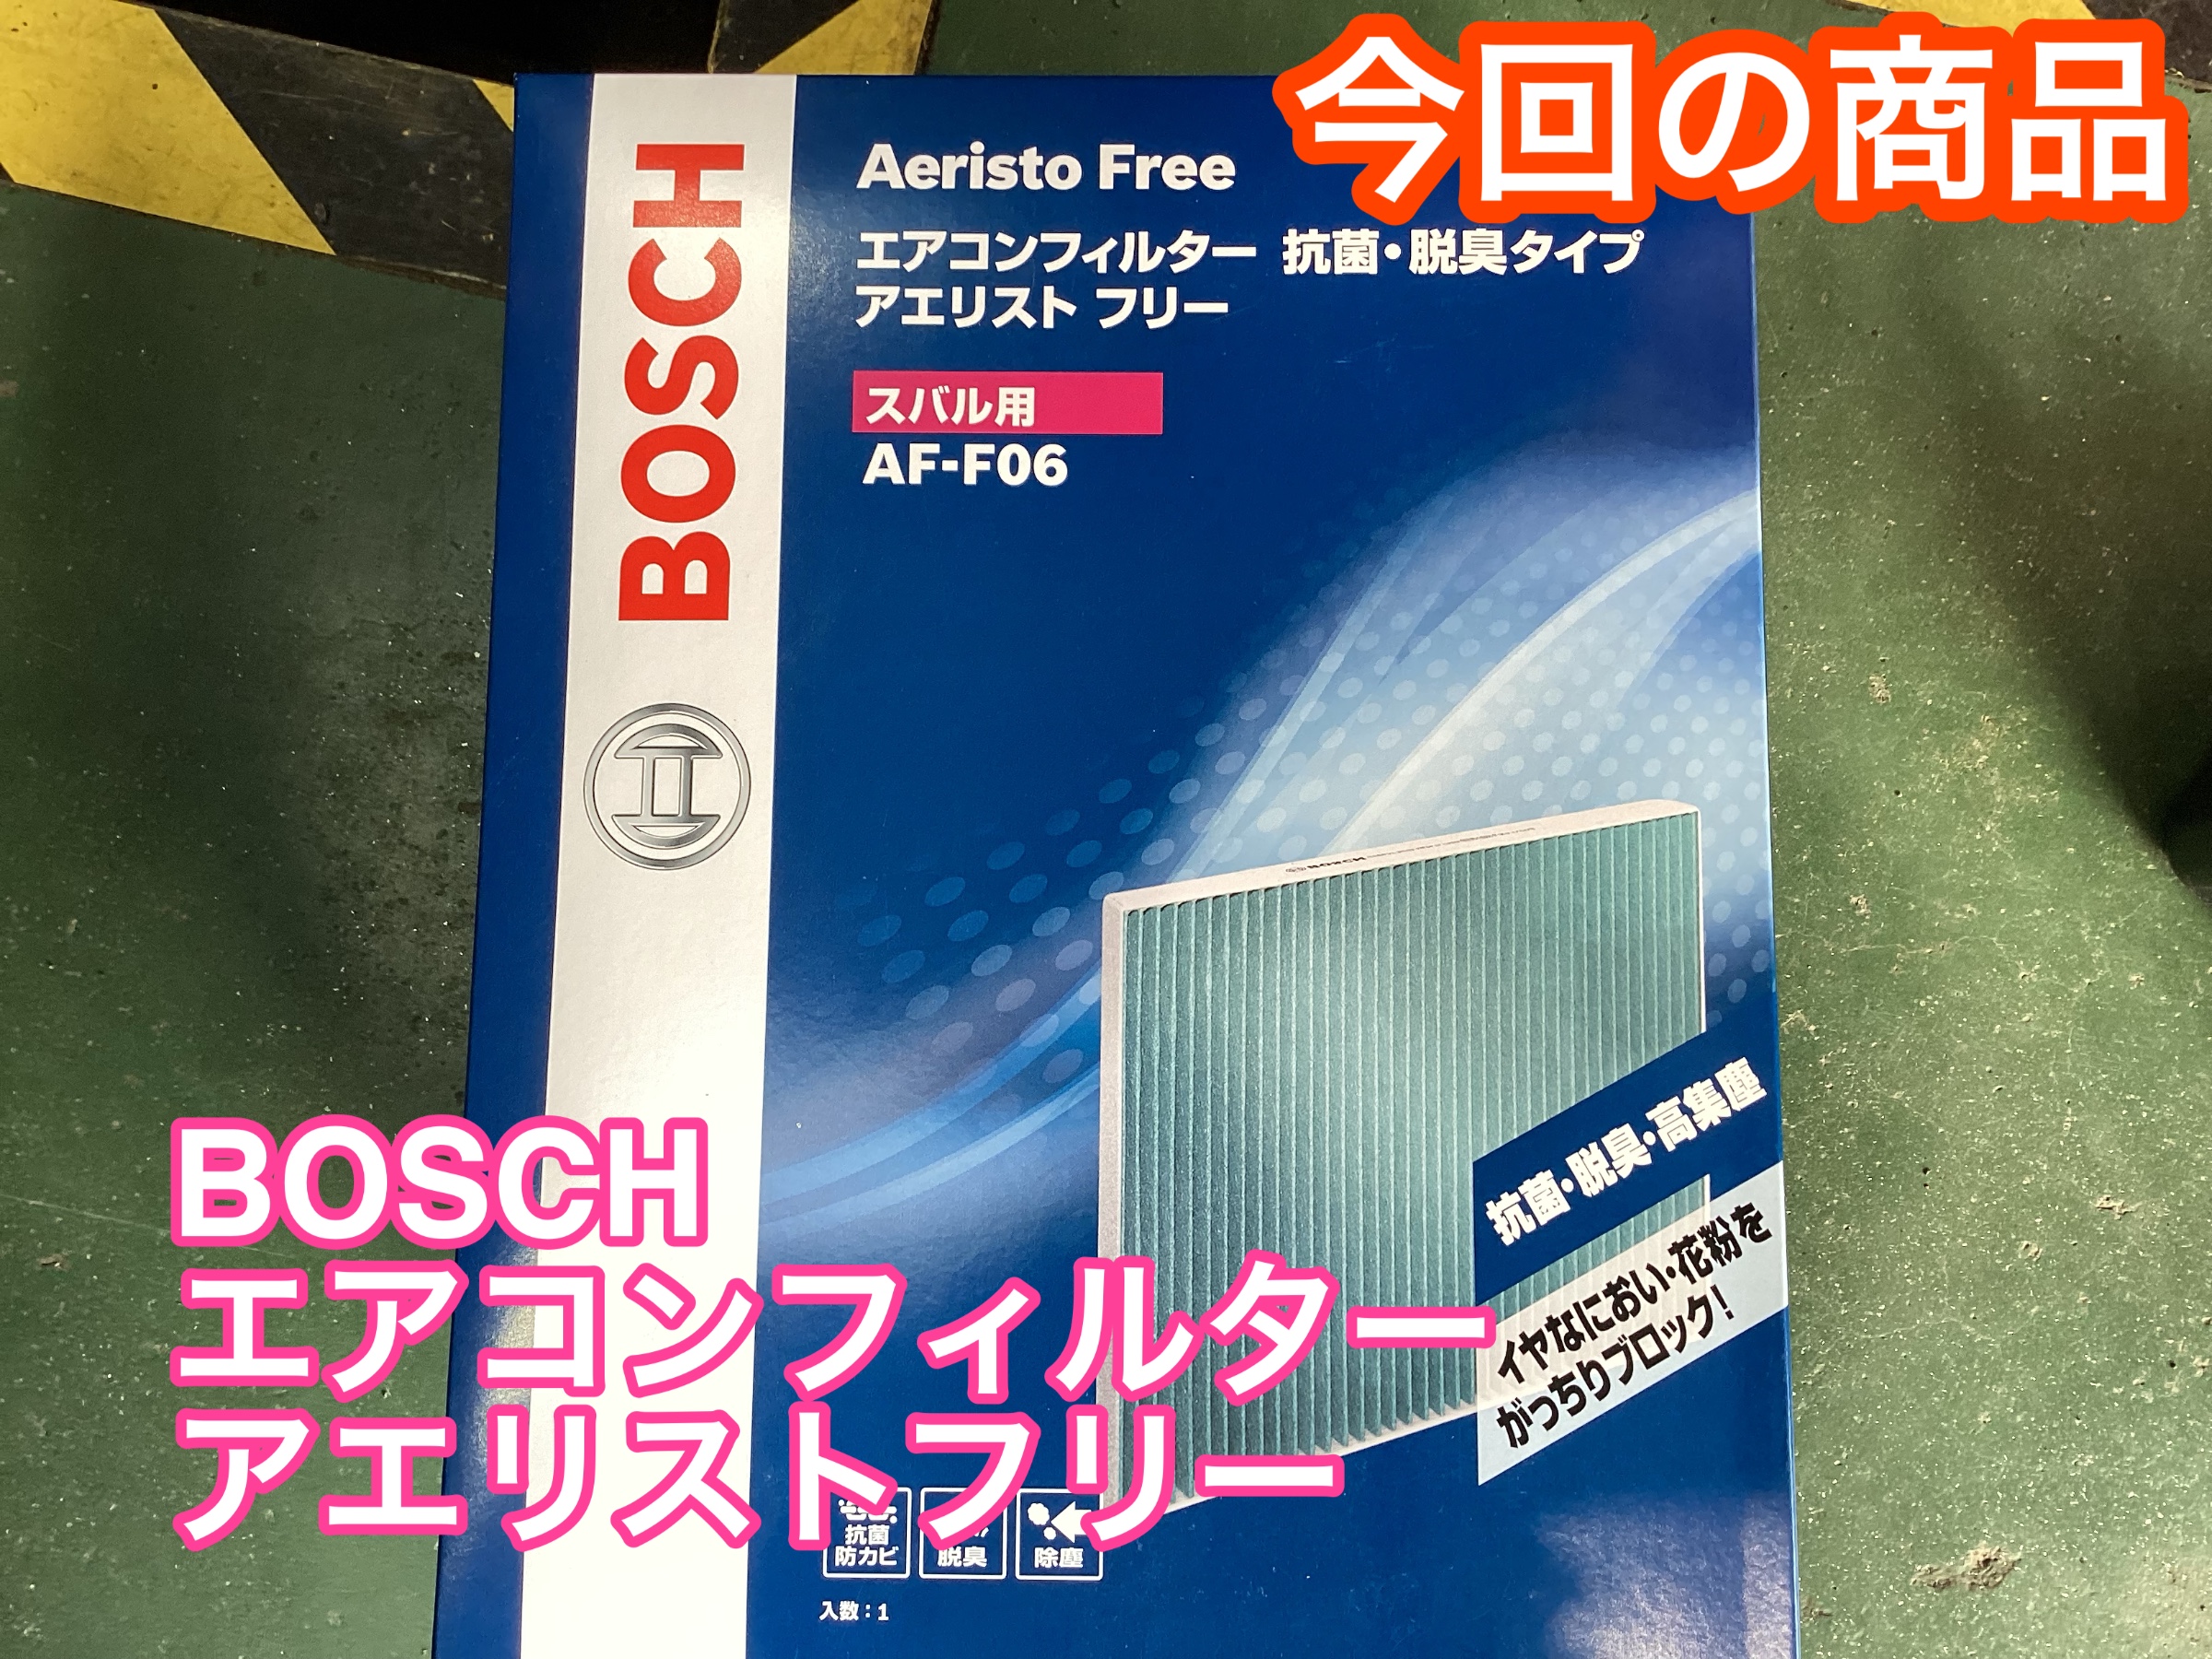 今回の商品
BOSCH
Aeristo Free
エアコンフィルター 抗菌・脱臭タイプ
アエリスト フリー
スバル用
AF-F06
BOSCH
抗菌・脱臭・高集塵
イヤなにおい・花粉を
がっちりブロック!
BOSCH
エアコンフィルター
アエリストフリー
抗菌
防カビ
脱臭
除塵
入数:1